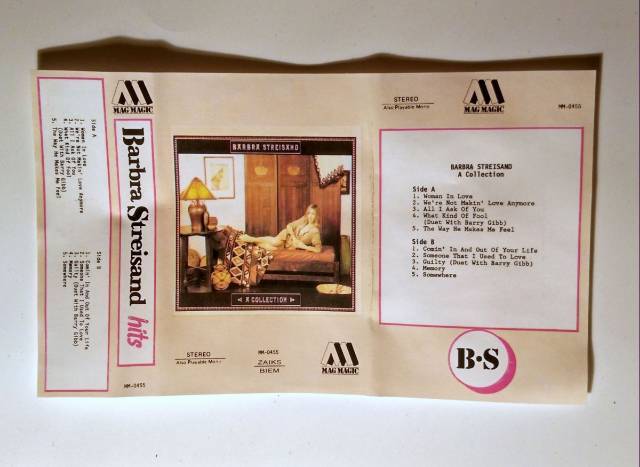 Side A
1. Woman In Love
2. We're Not Makin' Love Anymore
3. All I Ask Of You
4. What Kind Of Fool
(Duet With Barry Gibb)
5. The Way He Makes Me Feel
Side B
1. Comin' In And Out Of Your Life
2. Someone That I Used To Love
3. Guilty (Duet With Barry Gibb)
4. Memory
5. Somewhere
MAG MAGIC
Barbra Streisand hits
MM-0455
BARBRA STREISAND
A COLLECTION
STEREO
Also Playable Mono
MM-0455
ZAIKS
BIEM
MAG MAGIC
STEREO
Also Playable Mono
MAG MAGIC
MM-0455
BARBRA STREISAND
A Collection
Side A
1. Woman In Love
2. We're Not Makin' Love Anymore
3. All I Ask Of You
4. What Kind Of Fool
(Duet With Barry Gibb)
5. The Way He Makes Me Feel
Side B
1. Comin' In And Out Of Your Life
2. Someone That I Used To Love
3. Guilty (Duet With Barry Gibb)
4. Memory
5. Somewhere
B•S